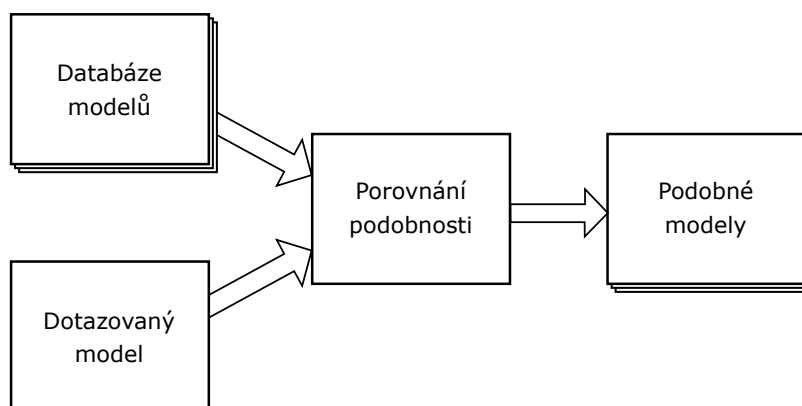 Databáze
modelů
Porovnání
podobnosti
Podobné
modely
Dotazovaný
model